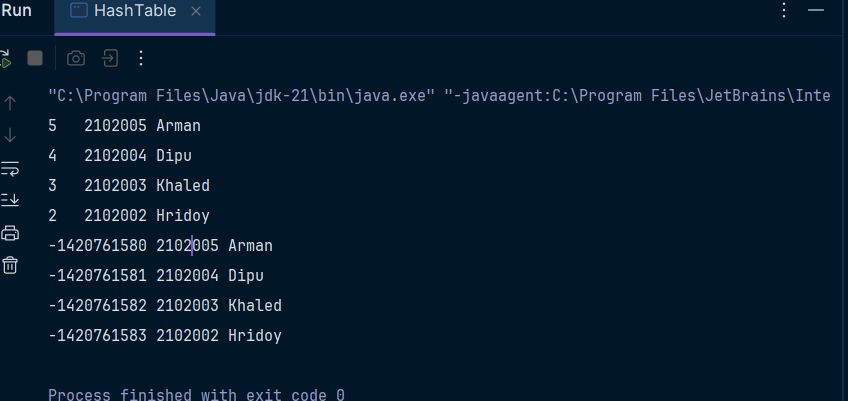 Run HashTable
"C:\Program Files\Java\jdk-21\bin\java.exe" "-javaagent:C:\Program Files\JetBrains\Inte
5 2102005 Arman
4 2102004 Dipu
3 2102003 Khaled
2 2102002 Hridoy
-1420761580 2102005 Arman
-1420761581 2102004 Dipu
-1420761582 2102003 Khaled
-1420761583 2102002 Hridoy
Process finished with exit code 0